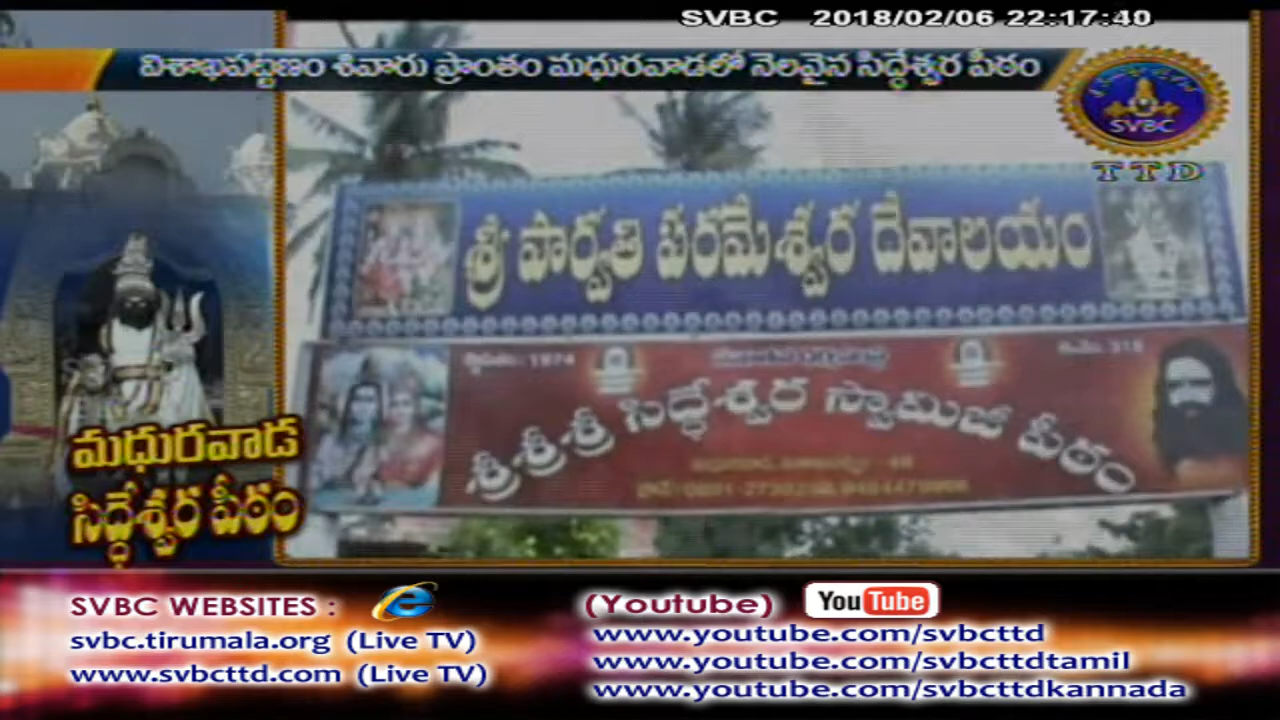 SVBC 2018/02/06 22:17:40
విశాఖపట్టణం శివారు ప్రాంతం మధురవాడలో నెలవైన సిద్ధేశ్వర పీఠం
SVBC
TTD
శ్రీ పార్వతి పరమేశ్వర దేవాలయం
1974
శ్రీశ్రీశ్రీ సిద్ధేశ్వర స్వామిజీ పీఠం
మధురవాడ
సిద్ధేశ్వర పీఠం
SVBC WEBSITES :
svbc.tirumala.org (Live TV)
www.svbcttd.com (Live TV)
(Youtube) YouTube
www.youtube.com/svbcttd
www.youtube.com/svbcttdtamil
www.youtube.com/svbcttdkannada